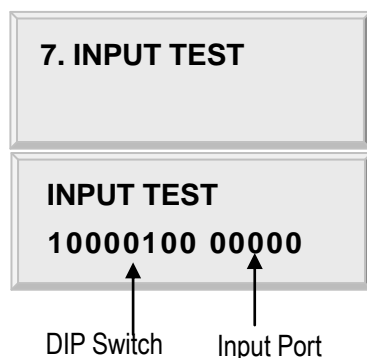 7. INPUT TEST
INPUT TEST
10000100 00000
DIP Switch Input Port